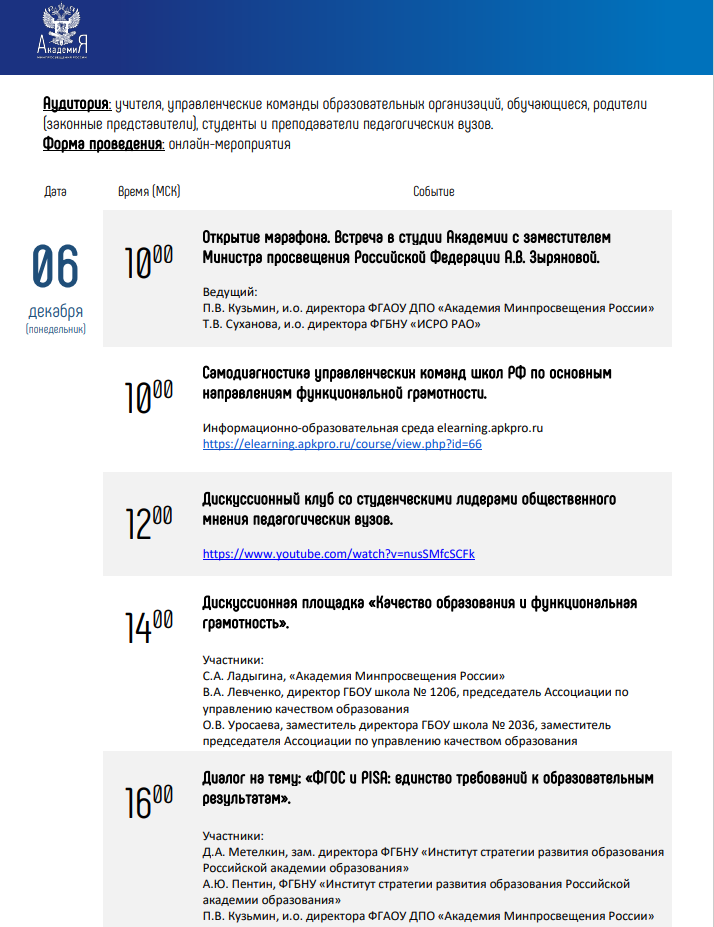 АкадемиЯ
МИНПРОСВЕЩЕНИЯ РОССИИ
Аудитория: учителя, управленческие команды образовательных организаций, обучающиеся, родители
(законные представители), студенты и преподаватели педагогических вузов.
Форма проведения: онлайн-мероприятия
Дата Время (МСК) Событие
06
декабря
(понедельник)
10⁰⁰
Открытие марафона. Встреча в студии Академии с заместителем
Министра просвещения Российской Федерации А.В. Зыряновой.
Ведущий:
П.В. Кузьмин, и.о. директора ФГАОУ ДПО «Академия Минпросвещения России»
Т.В. Суханова, и.о. директора ФГБНУ «ИСРО РАО»
10⁰⁰
Самодиагностика управленческих команд школ РФ по основным
направлениям функциональной грамотности.
Информационно-образовательная среда elearning.apkpro.ru
https://elearning.apkpro.ru/course/view.php?id=66
12⁰⁰
Дискуссионный клуб со студенческими лидерами общественного
мнения педагогических вузов.
https://www.youtube.com/watch?v=nusSMfcSCFk
14⁰⁰
Дискуссионная площадка «Качество образования и функциональная
грамотность».
Участники:
С.А. Ладыгина, «Академия Минпросвещения России»
В.А. Левченко, директор ГБОУ школа № 1206, председатель Ассоциации по
управлению качеством образования
О.В. Уросаева, заместитель директора ГБОУ школа № 2036, заместитель
председателя Ассоциации по управлению качеством образования
16⁰⁰
Диалог на тему: «ФГОС и PISA: единство требований к образовательным
результатам».
Участники:
Д.А. Метелкин, зам. директора ФГБНУ «Институт стратегии развития образования
Российской академии образования»
А.Ю. Пентин, ФГБНУ «Институт стратегии развития образования Российской
академии образования»
П.В. Кузьмин, и.о. директора ФГАОУ ДПО «Академия Минпросвещения России»